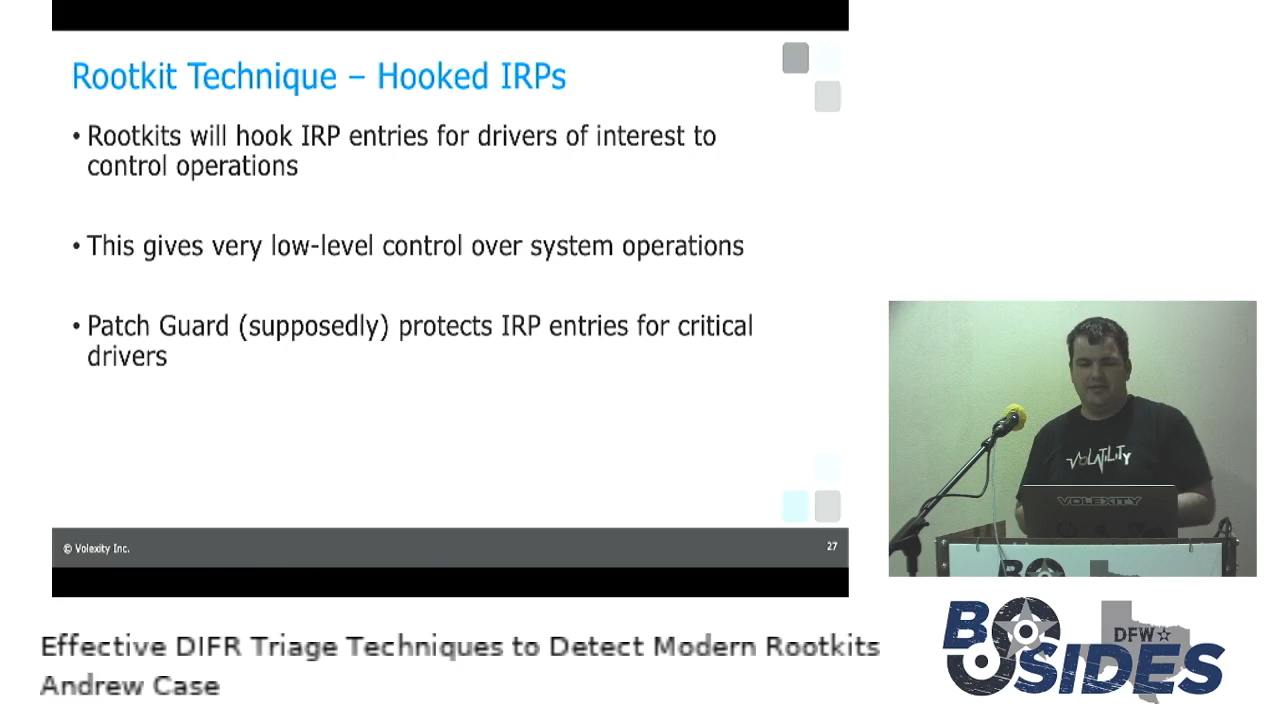 Rootkit Technique – Hooked IRPs
• Rootkits will hook IRP entries for drivers of interest to
control operations
• This gives very low-level control over system operations
• Patch Guard (supposedly) protects IRP entries for critical
drivers
© Volexity Inc.
27
VOLATILITY
VOLEXITY
BO
Effective DIFR Triage Techniques to Detect Modern Rootkits
Andrew Case
BSIDES
DFW